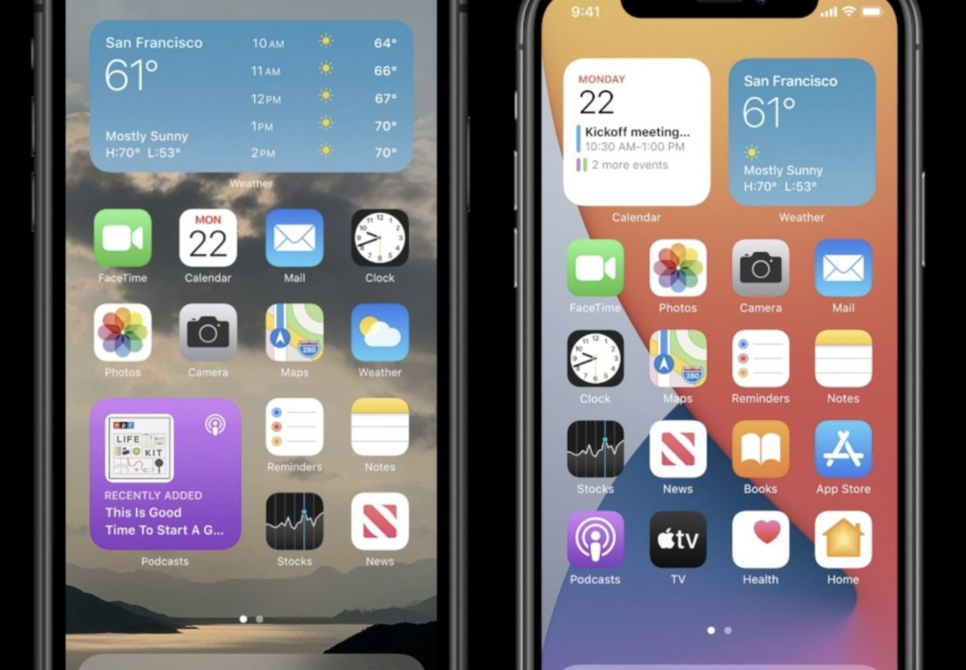 San Francisco
61°
Mostly Sunny
H:70° L:53°
10AM 64°
11AM 66°
12PM 67°
1PM 70°
2PM 70°
Weather
MON
22
FaceTime Calendar Mail Clock
280
Photos Camera Maps Weather
npr
LIFE
KIT
RECENTLY ADDED
This Is Good
Time To Start A G...
Podcasts
Reminders Notes
Stocks News
9:41
MONDAY
22
Kickoff meeting...
10:30 AM–1:00 PM
2 more events
Calendar
San Francisco
61°
Mostly Sunny
H:70° L:53°
Weather
FaceTime Photos Camera Mail
280
Clock Maps Reminders Notes
Stocks News Books App Store
tv
Podcasts TV Health Home